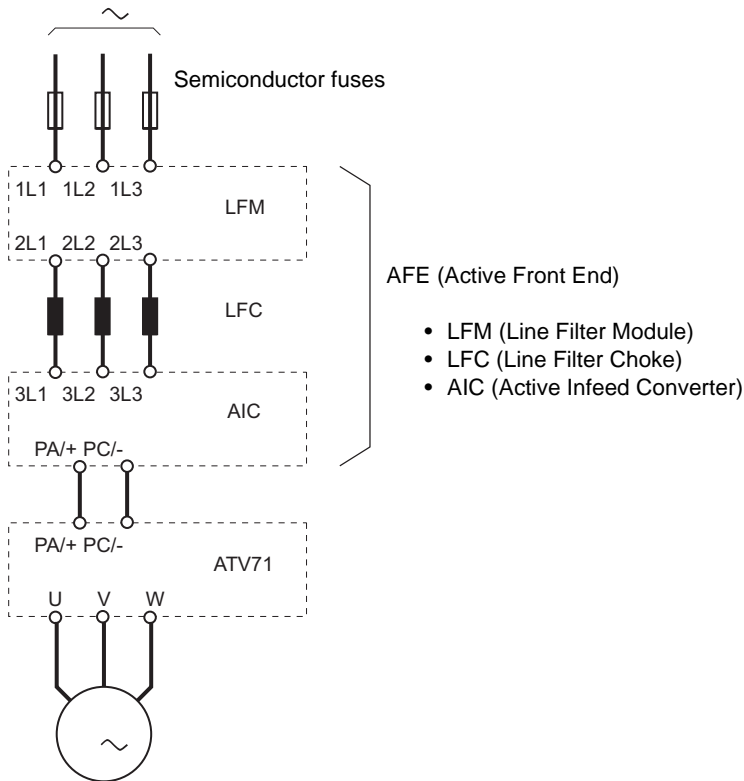 Semiconductor fuses
1L1 1L2 1L3
LFM
2L1 2L2 2L3
LFC
3L1 3L2 3L3
AIC
PA/+ PC/-
AFE (Active Front End)
• LFM (Line Filter Module)
• LFC (Line Filter Choke)
• AIC (Active Infeed Converter)
PA/+ PC/-
ATV71
U V W